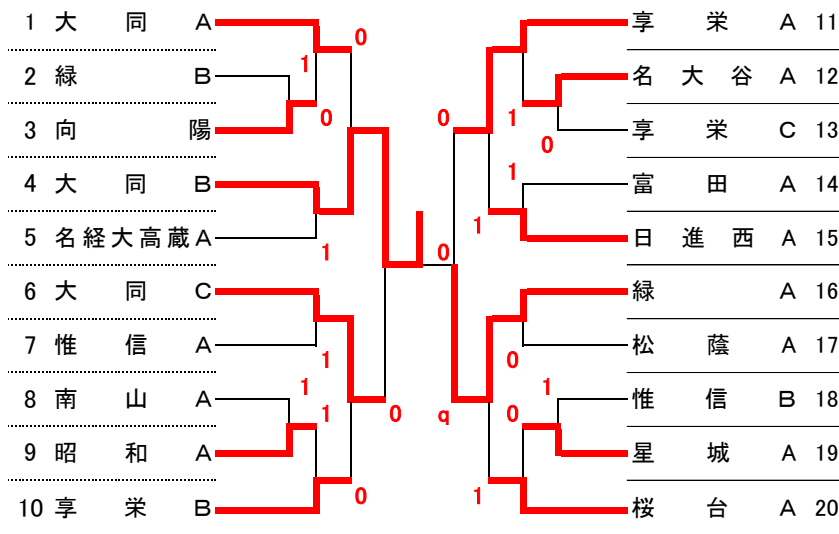 1 大同 A
2 緑 B
3 向陽
4 大同 B
5 名経大高蔵 A
6 大同 C
7 惟信 A
8 南山 A
9 昭和 A
10 享栄 B
0
1
0
1
1
1
1
0
0
0
0
q
1
0
1
1
0
1
0
1
享栄 A 11
名大谷 A 12
享栄 C 13
富田 A 14
日進西 A 15
緑 A 16
松蔭 A 17
惟信 B 18
星城 A 19
桜台 A 20